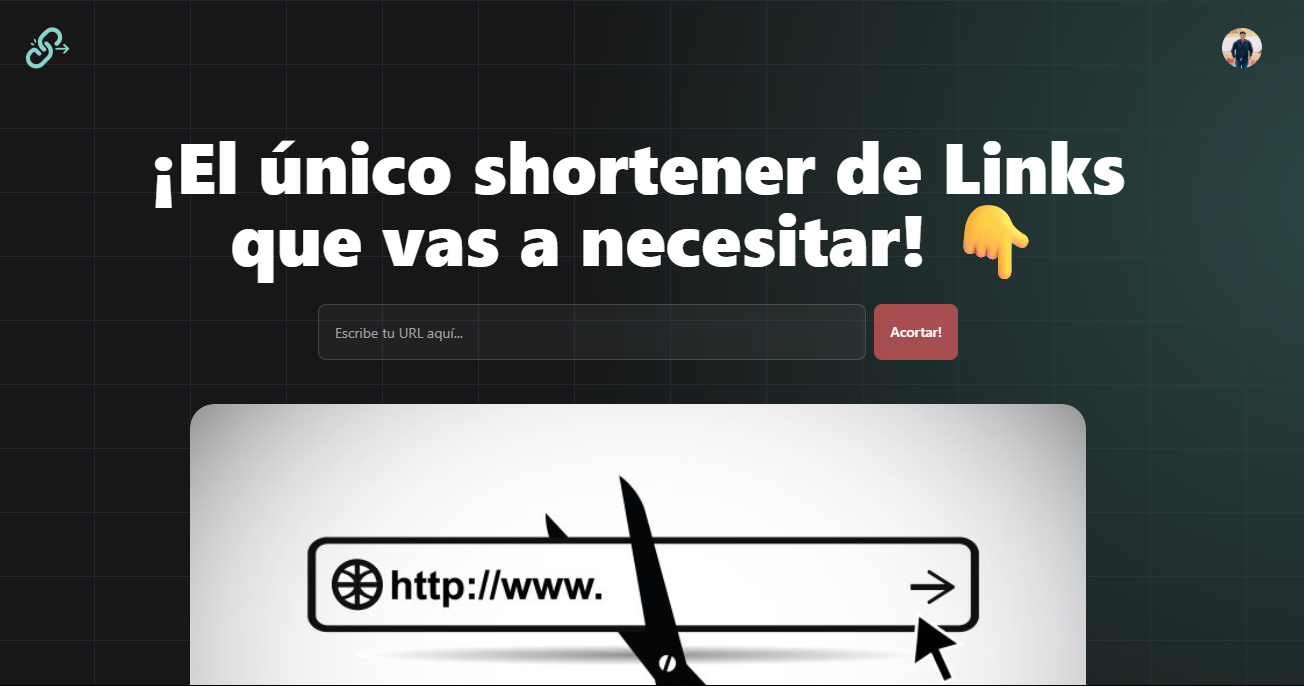 ¡El único shortener de Links
que vas a necesitar! 👇
Escribe tu URL aquí...
Acortar!
http://www.